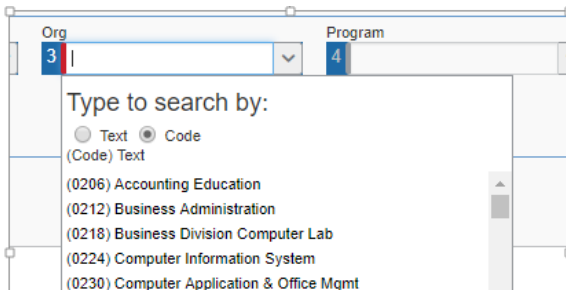 Org
Program
3
4
Type to search by:
Text Code
(Code) Text
(0206) Accounting Education
(0212) Business Administration
(0218) Business Division Computer Lab
(0224) Computer Information System
(0230) Computer Application & Office Mgmt